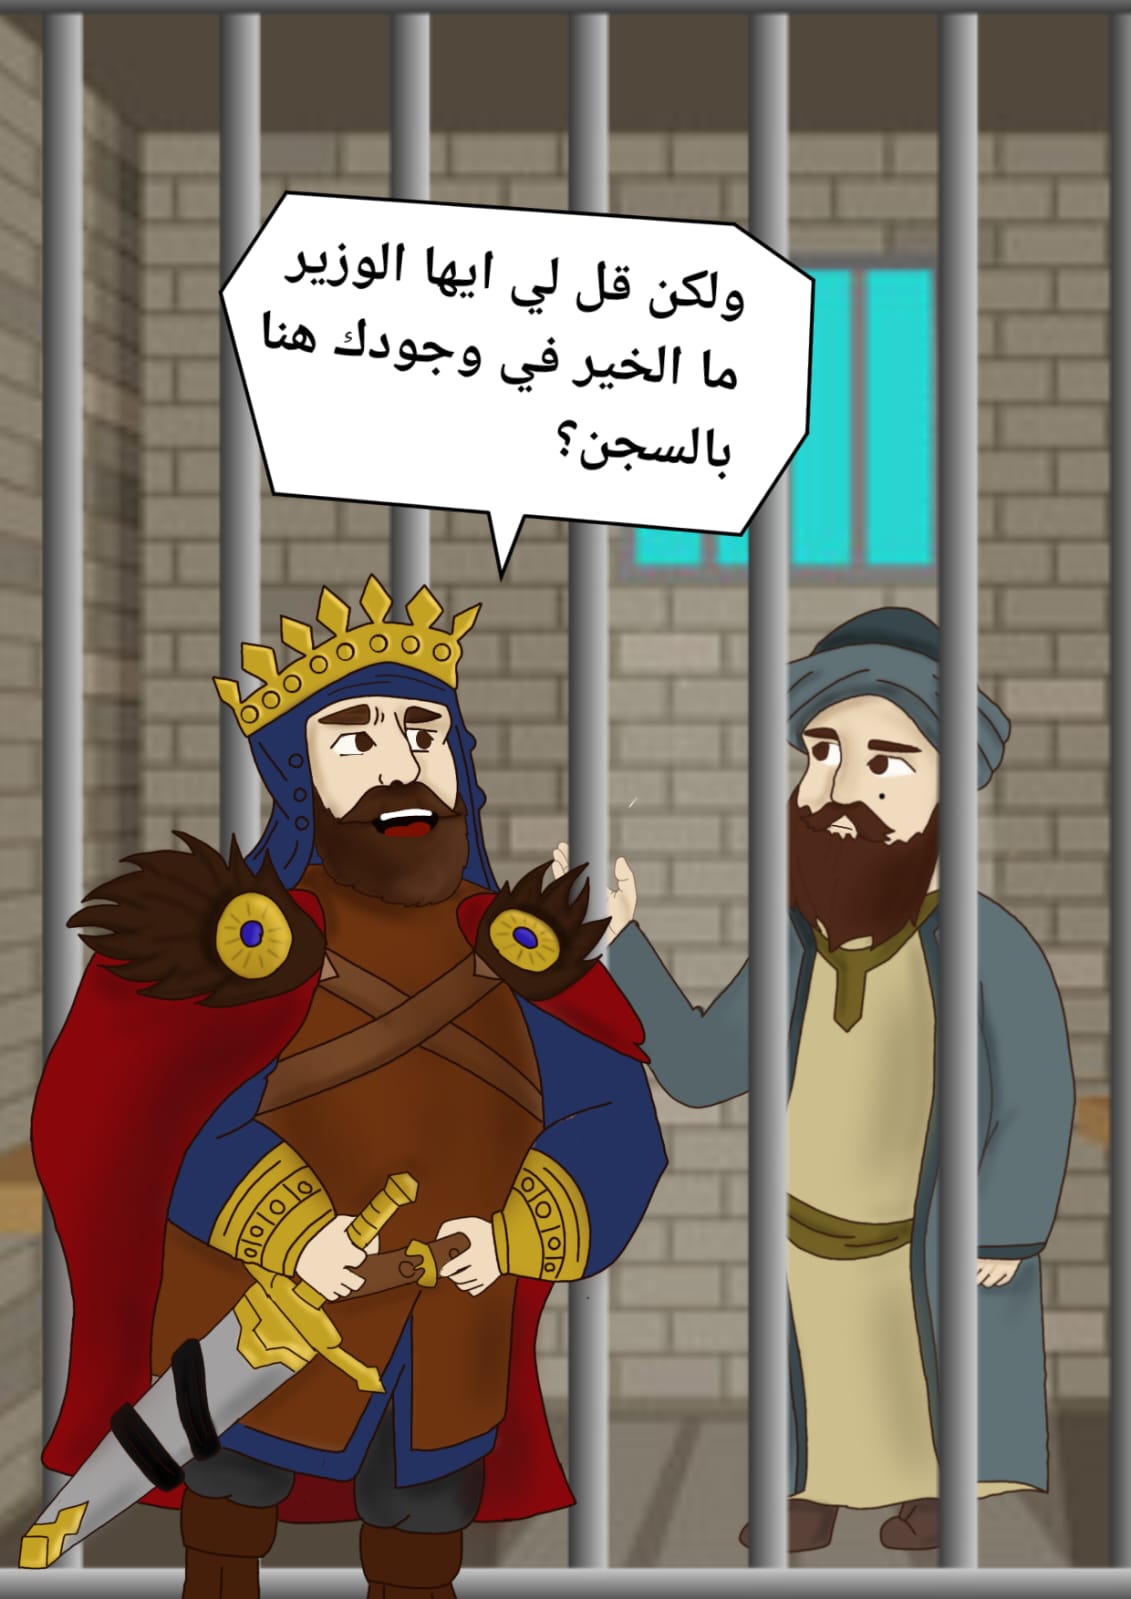 ولكن قل لي ايها الوزير
ما الخير في وجودك هنا
بالسجن؟